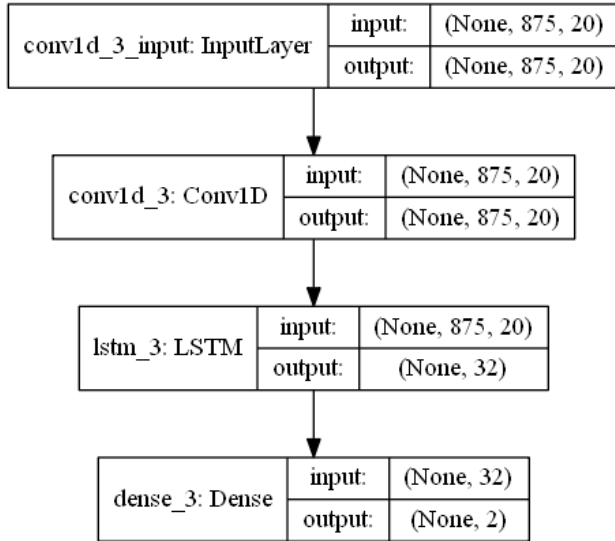 conv1d_3_input: InputLayer
input: (None, 875, 20)
output: (None, 875, 20)
conv1d_3: Conv1D
input: (None, 875, 20)
output: (None, 875, 20)
lstm_3: LSTM
input: (None, 875, 20)
output: (None, 32)
dense_3: Dense
input: (None, 32)
output: (None, 2)